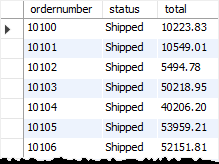 ordernumber status total
10100 Shipped 10223.83
10101 Shipped 10549.01
10102 Shipped 5494.78
10103 Shipped 50218.95
10104 Shipped 40206.20
10105 Shipped 53959.21
10106 Shipped 52151.81